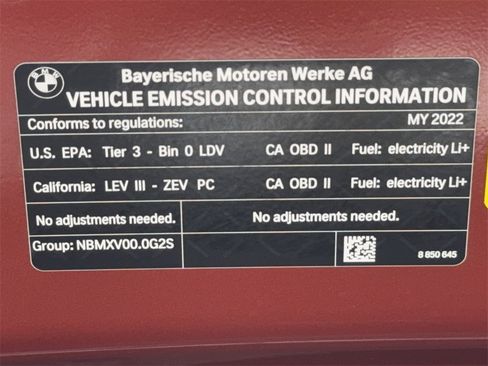 BMW
Bayerische Motoren Werke AG
VEHICLE EMISSION CONTROL INFORMATION
Conforms to regulations: MY 2022
U.S. EPA: Tier 3 - Bin 0 LDV CA OBD II Fuel: electricity Li+
California: LEV III - ZEV PC CA OBD II Fuel: electricity Li+
No adjustments needed. No adjustments needed.
Group: NBMXV00.0G2S 8 850 645